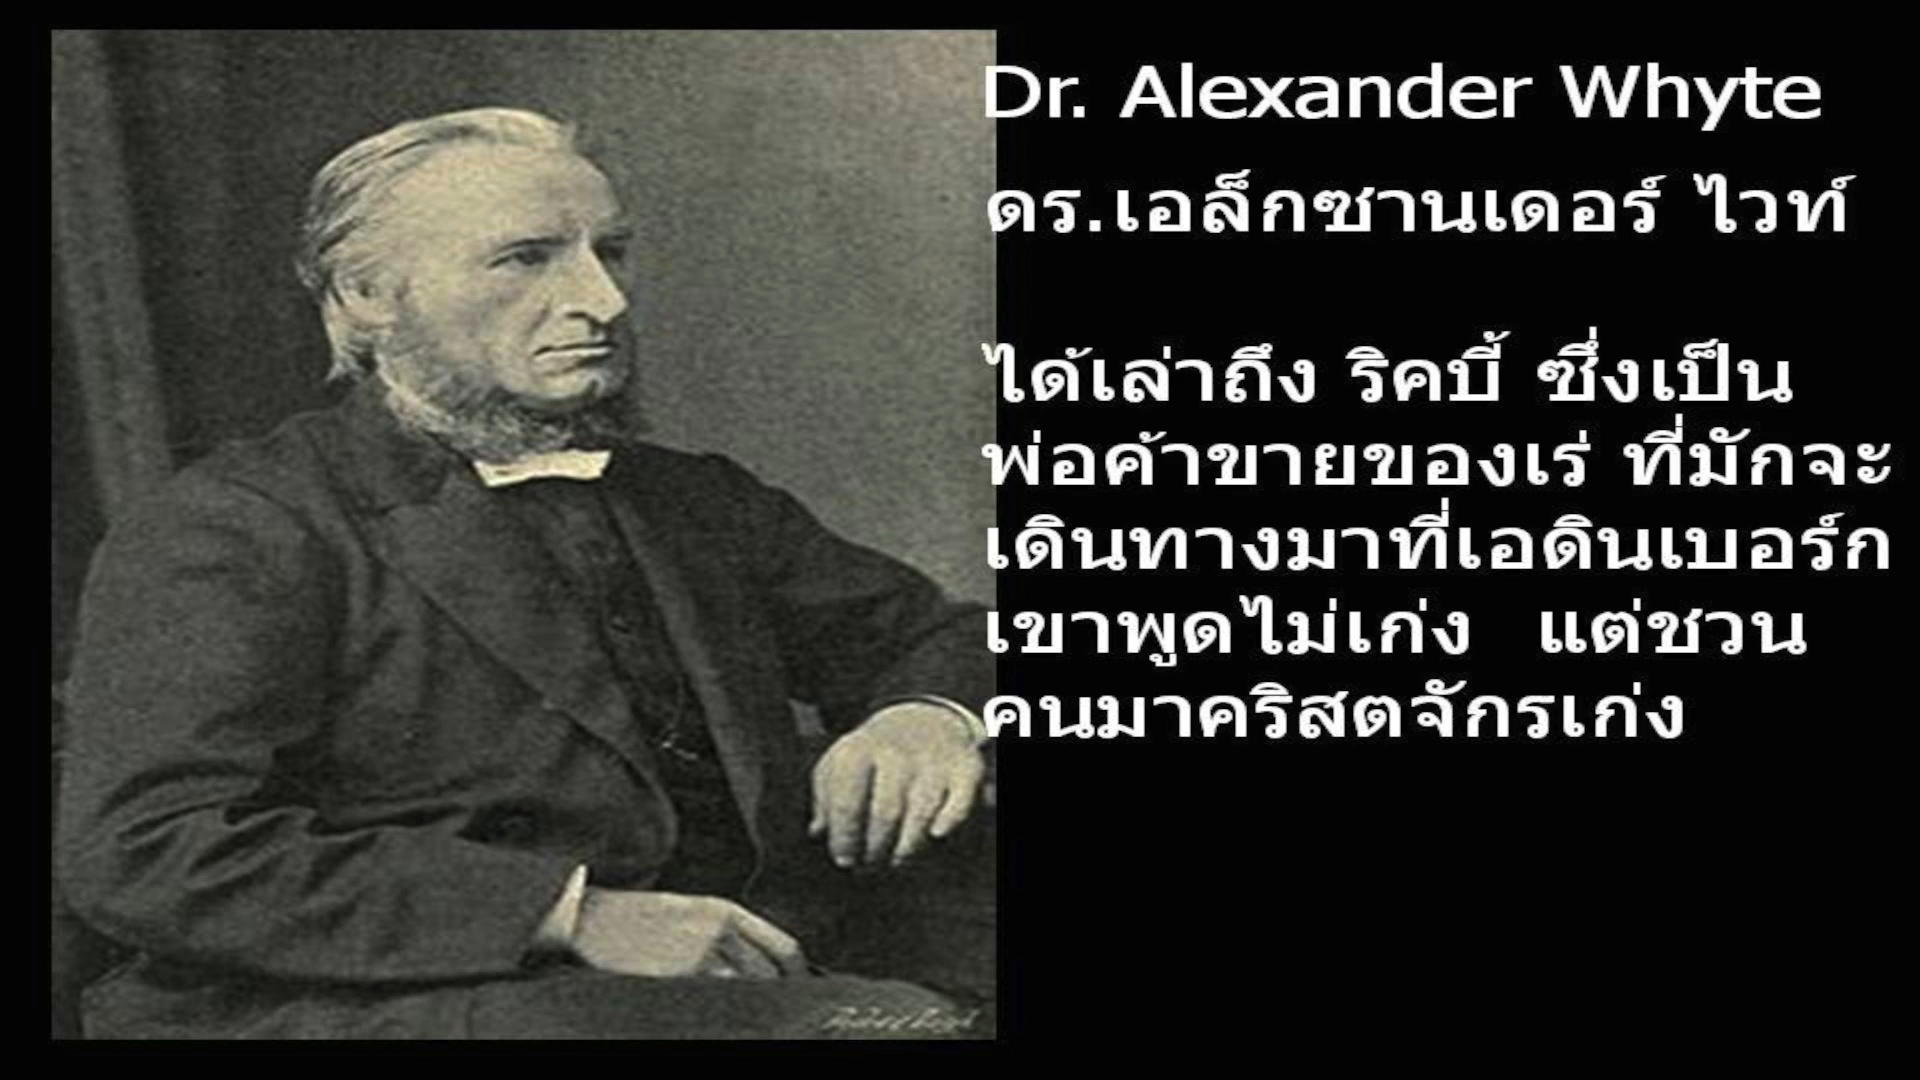 Dr. Alexander Whyte
ดร.เอล็กซานเดอร์ ไวท์
ได้เล่าถึง ริคบี้ ซึ่งเป็น
พ่อค้าขายของเร่ ที่มักจะ
เดินทางมาที่เอดินเบอร์ก
เขาพูดไม่เก่ง แต่ชวน
คนมาคริสตจักรเก่ง